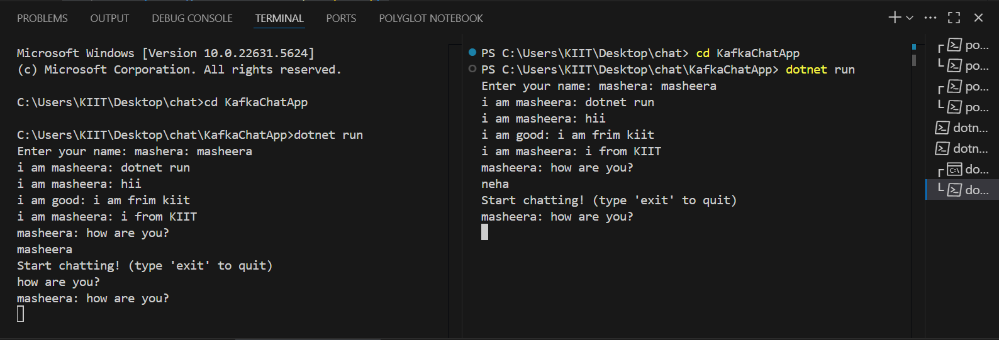 PROBLEMS OUTPUT DEBUG CONSOLE TERMINAL PORTS POLYGLOT NOTEBOOK
Microsoft Windows [Version 10.0.22631.5624]
(c) Microsoft Corporation. All rights reserved.
C:\Users\KIIT\Desktop\chat>cd KafkaChatApp
C:\Users\KIIT\Desktop\chat\KafkaChatApp>dotnet run
Enter your name: mashera: masheera
i am masheera: dotnet run
i am masheera: hii
i am good: i am frim kiit
i am masheera: i from KIIT
masheera: how are you?
masheera
Start chatting! (type 'exit' to quit)
how are you?
masheera: how are you?
PS C:\Users\KIIT\Desktop\chat> cd KafkaChatApp
PS C:\Users\KIIT\Desktop\chat\KafkaChatApp> dotnet run
Enter your name: mashera: masheera
i am masheera: dotnet run
i am masheera: hii
i am good: i am frim kiit
i am masheera: i from KIIT
masheera: how are you?
neha
Start chatting! (type 'exit' to quit)
masheera: how are you?
po...
po...
po...
po...
dotn...
dotn...
do...
do...